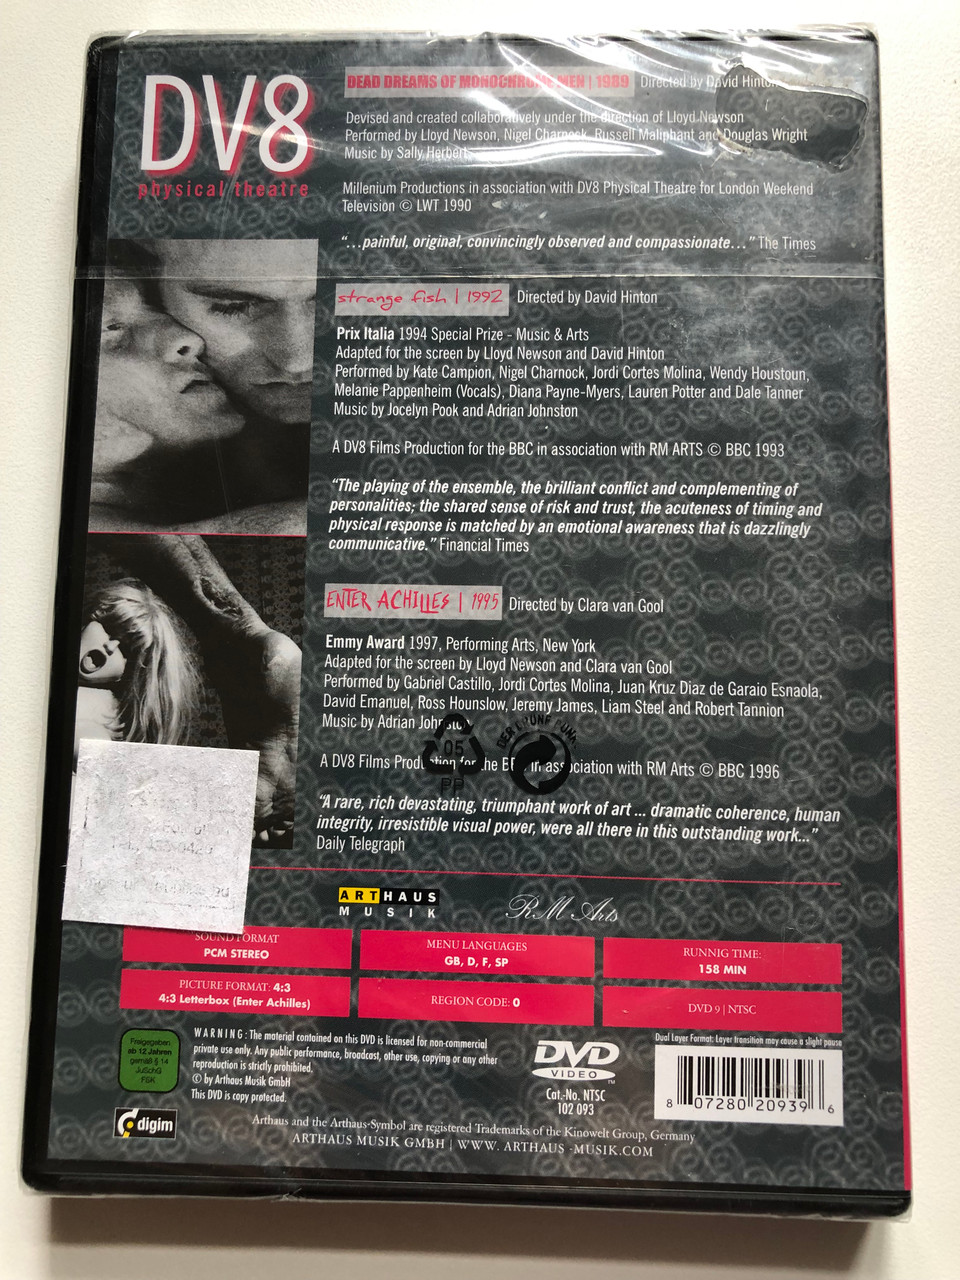 DV8
physical theatre
DEAD DREAMS OF MONOCHROME MEN | 1989 Directed by David Hinton
Devised and created collaboratively under the direction of Lloyd Newson
Performed by Lloyd Newson, Nigel Charnock, Russell Maliphant and Douglas Wright
Music by Sally Herbert
Millenium Productions in association with DV8 Physical Theatre for London Weekend
Television © LWT 1990
“...painful, original, convincingly observed and compassionate...” The Times
strange fish | 1992 Directed by David Hinton
Prix Italia 1994 Special Prize - Music & Arts
Adapted for the screen by Lloyd Newson and David Hinton
Performed by Kate Campion, Nigel Charnock, Jordi Cortes Molina, Wendy Houstoun,
Melanie Pappenheim (Vocals), Diana Payne-Myers, Lauren Potter and Dale Tanner
Music by Jocelyn Pook and Adrian Johnston
A DV8 Films Production for the BBC in association with RM ARTS © BBC 1993
“The playing of the ensemble, the brilliant conflict and complementing of
personalities; the shared sense of risk and trust, the acuteness of timing and
physical response is matched by an emotional awareness that is dazzlingly
communicative.” Financial Times
ENTER ACHILLES | 1995 Directed by Clara van Gool
Emmy Award 1997, Performing Arts, New York
Adapted for the screen by Lloyd Newson and Clara van Gool
Performed by Gabriel Castillo, Jordi Cortes Molina, Juan Kruz Diaz de Garaio Esnaola,
David Emanuel, Ross Hounslow, Jeremy James, Liam Steel and Robert Tannion
Music by Adrian Johnston
DER GRÜNE PUNKT
05
PP
A DV8 Films Production for the BBC in association with RM Arts © BBC 1996
“A rare, rich devastating, triumphant work of art ... dramatic coherence, human
integrity, irresistible visual power, were all there in this outstanding work...”
Daily Telegraph
ARTHAUS
MUSIK
RM Arts
SOUND FORMAT
PCM STEREO
MENU LANGUAGES
GB, D, F, SP
RUNNIG TIME:
158 MIN
PICTURE FORMAT: 4:3
4:3 Letterbox (Enter Achilles)
REGION CODE: 0
DVD 9 | NTSC
Freigegeben
ab 12 Jahren
gemäß § 14
JuSchG
FSK
WARNING: The material contained on this DVD is licensed for non-commercial
private use only. Any public performance, broadcast, other use, copying or any other
reproduction is strictly prohibited.
© by Arthaus Musik GmbH
This DVD is copy protected.
DVD
VIDEO
TM
Cat.-No. NTSC
102 093
Dual Layer Format: Layer transition may cause a slight pause
8 07280 20939 6
digim
Arthaus and the Arthaus-Symbol are registered Trademarks of the Kinowelt Group, Germany
ARTHAUS MUSIK GMBH | WWW. ARTHAUS -MUSIK.COM